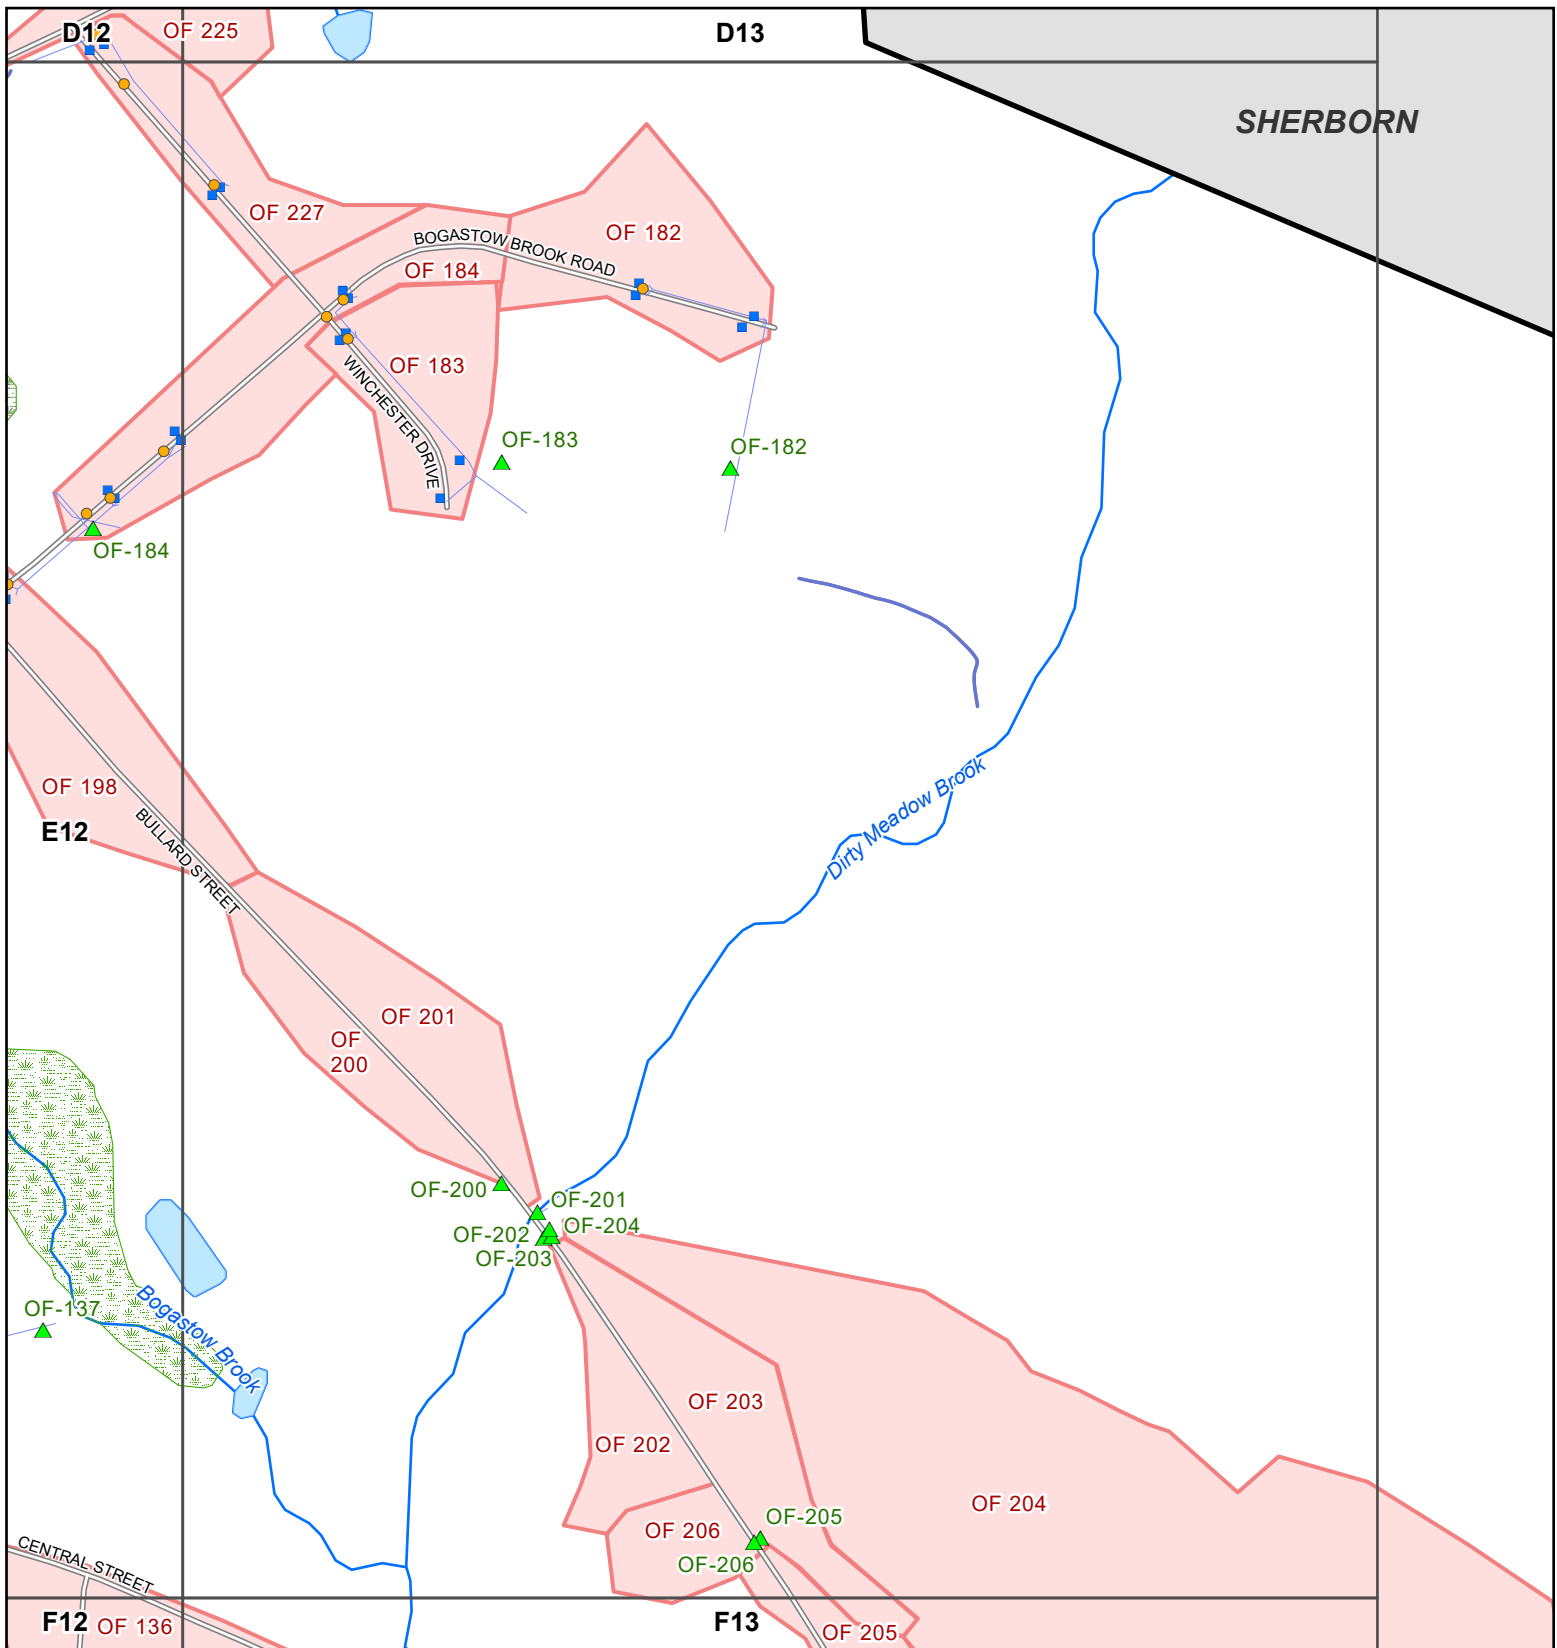 D12
OF 225
D13
SHERBORN
OF 227
OF 182
BOGASTOW BROOK ROAD
OF 184
OF 183
WINCHESTER DRIVE
OF-183
OF-182
OF-184
OF 198
E12
BULLARD STREET
Dirty Meadow Brook
OF 201
OF
200
OF-200
OF-201
OF-204
OF-202
OF-203
OF-137
Bogastow Brook
OF 203
OF 202
OF 204
OF-205
OF 206
OF-206
CENTRAL STREET
F12
OF 136
F13
OF 205